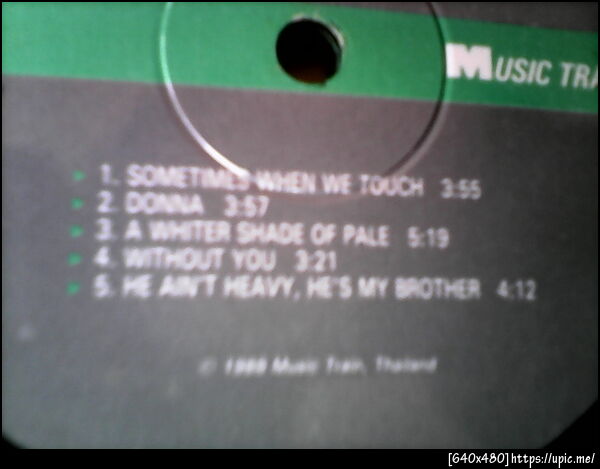 MUSIC TRA
1. SOMETIMES WHEN WE TOUCH 3:55
2. DONNA 3:57
3. A WHITER SHADE OF PALE 5:19
4. WITHOUT YOU 3:21
5. HE AIN'T HEAVY, HE'S MY BROTHER 4:12
© Music Train, Thailand
[640x480]https://upic.me/